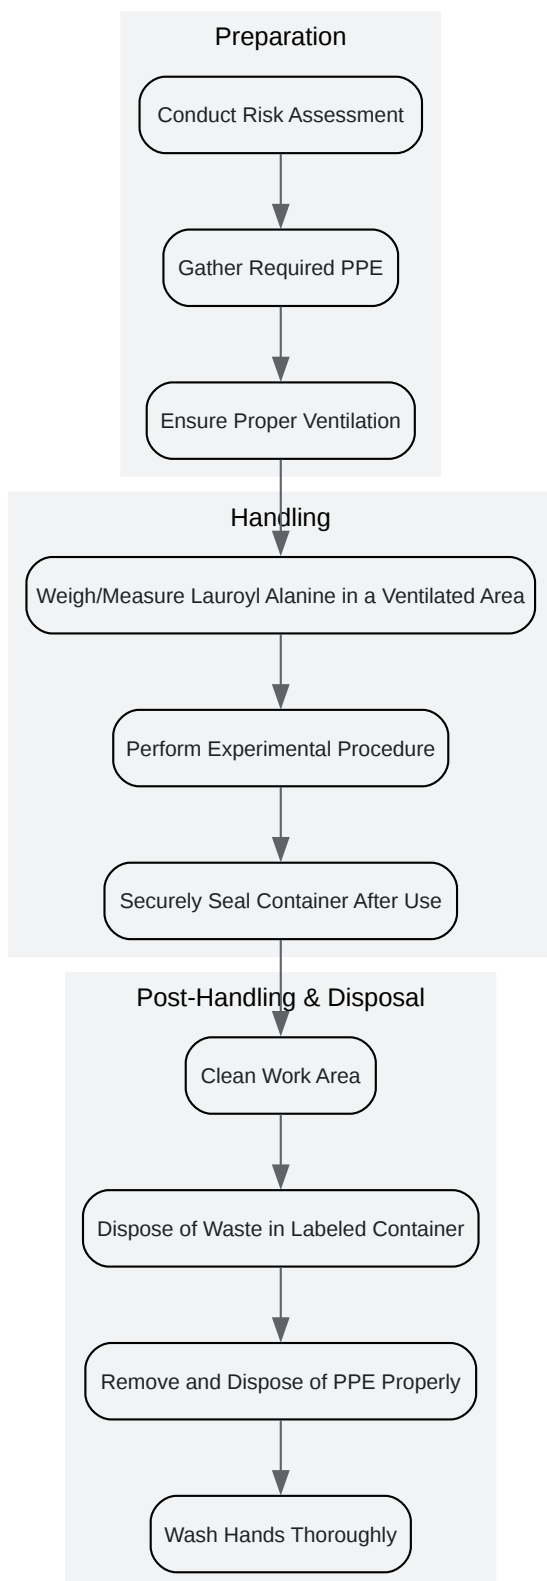 Preparation
Conduct Risk Assessment
Gather Required PPE
Ensure Proper Ventilation
Handling
Weigh/Measure Lauroyl Alanine in a Ventilated Area
Perform Experimental Procedure
Securely Seal Container After Use
Post-Handling & Disposal
Clean Work Area
Dispose of Waste in Labeled Container
Remove and Dispose of PPE Properly
Wash Hands Thoroughly